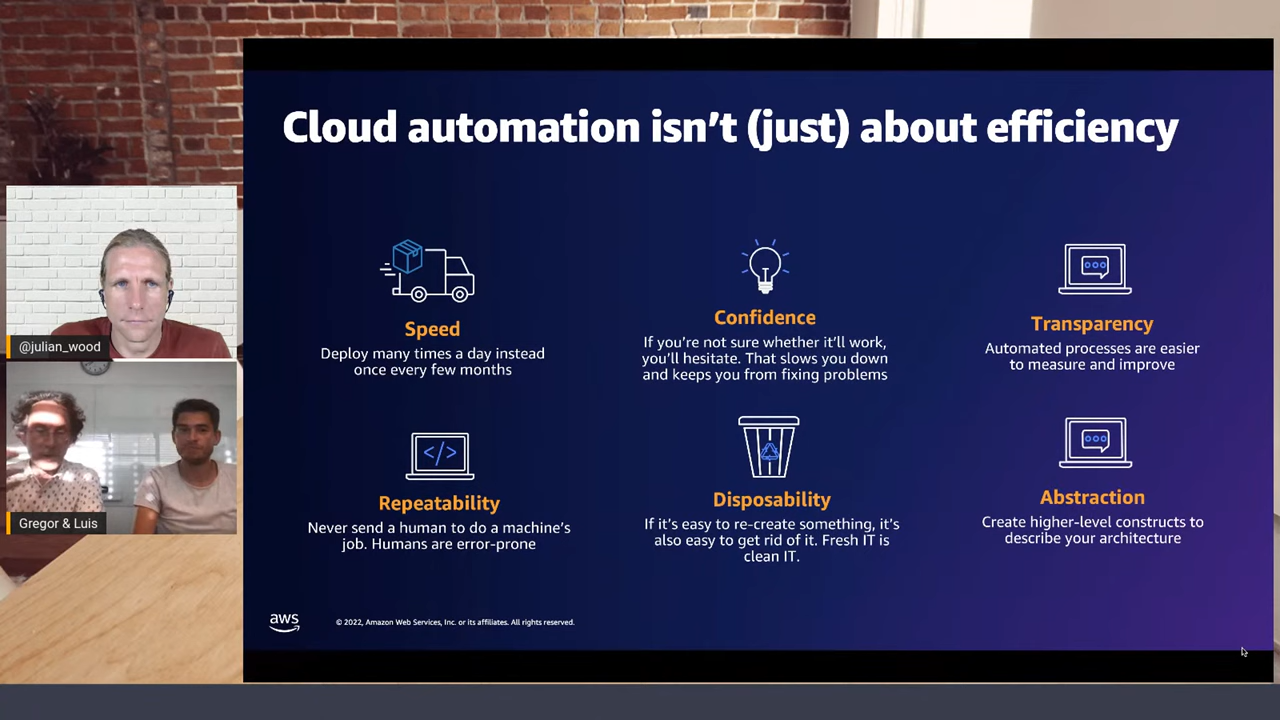 Cloud automation isn't (just) about efficiency
Speed
Deploy many times a day instead
once every few months
Confidence
If you're not sure whether it'll work,
you'll hesitate. That slows you down
and keeps you from fixing problems
Transparency
Automated processes are easier
to measure and improve
</>
Repeatability
Never send a human to do a machine's
job. Humans are error-prone
Disposability
If it's easy to re-create something, it's
also easy to get rid of it. Fresh IT is
clean IT.
Abstraction
Create higher-level constructs to
describe your architecture
aws
© 2022, Amazon Web Services, Inc. or its affiliates. All rights reserved.
@julian_wood
Gregor & Luis